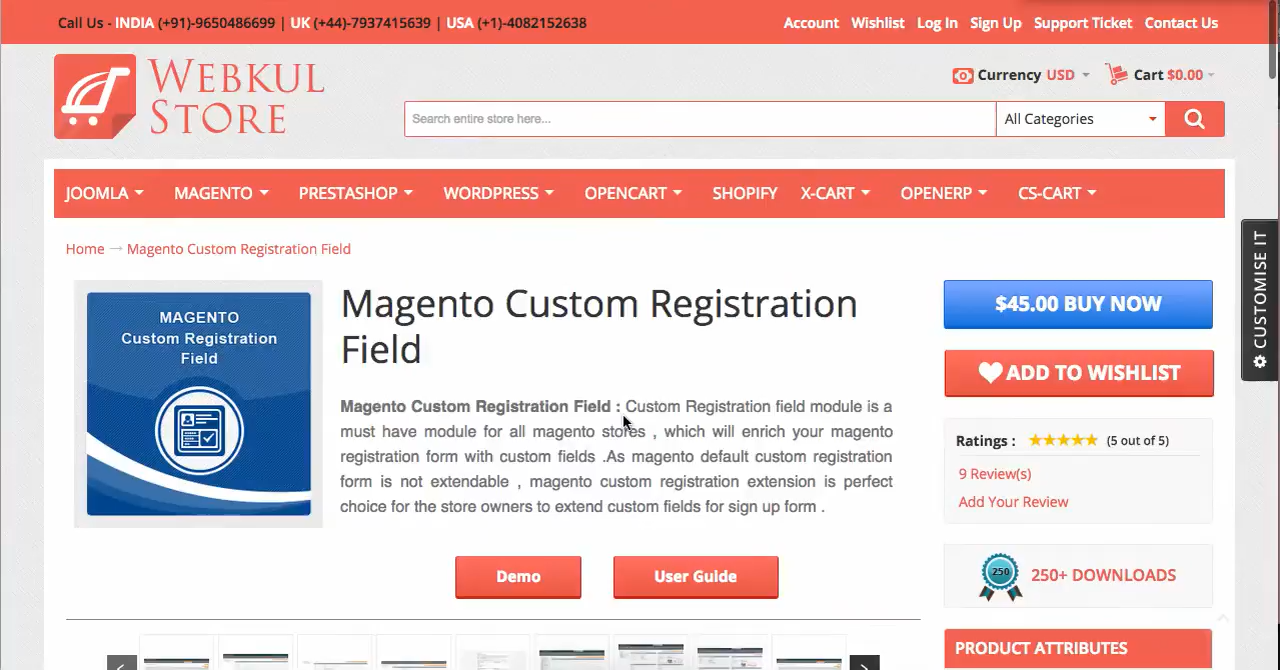 Call Us - INDIA (+91)-9650486699 | UK (+44)-7937415639 | USA (+1)-4082152638
Account Wishlist Log In Sign Up Support Ticket Contact Us
WEBKUL
STORE
Currency USD
Cart $0.00
Search entire store here...
All Categories
JOOMLA MAGENTO PRESTASHOP WORDPRESS OPENCART SHOPIFY X-CART OPENERP CS-CART
Home → Magento Custom Registration Field
CUSTOMISE IT
MAGENTO
Custom Registration
Field
Magento Custom Registration
Field
Magento Custom Registration Field : Custom Registration field module is a
must have module for all magento stores , which will enrich your magento
registration form with custom fields .As magento default custom registration
form is not extendable , magento custom registration extension is perfect
choice for the store owners to extend custom fields for sign up form .
Demo
User Guide
$45.00 BUY NOW
ADD TO WISHLIST
Ratings : (5 out of 5)
9 Review(s)
Add Your Review
250
250+ DOWNLOADS
PRODUCT ATTRIBUTES